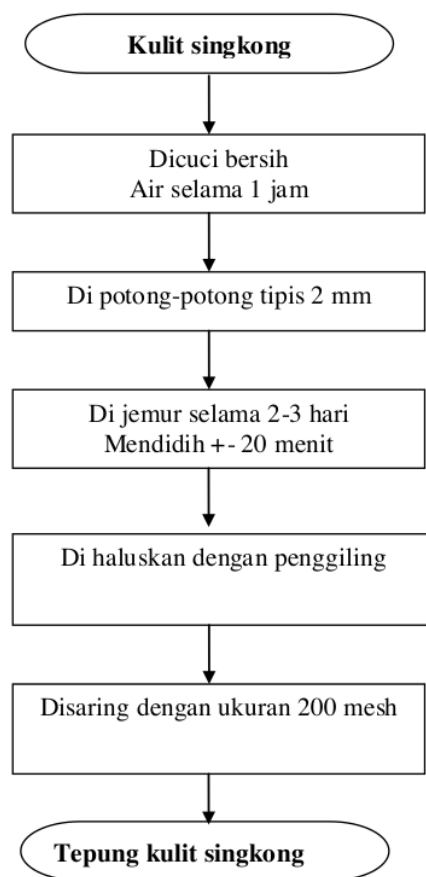 Kulit singkong
Dicuci bersih
Air selama 1 jam
Di potong-potong tipis 2 mm
Di jemur selama 2-3 hari
Mendidih +- 20 menit
Di haluskan dengan penggiling
Disaring dengan ukuran 200 mesh
Tepung kulit singkong